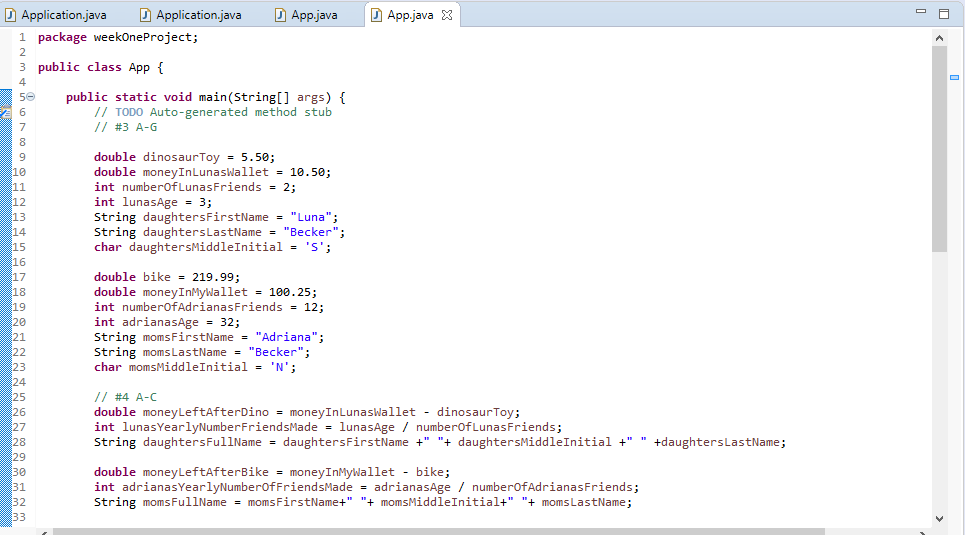 Application.java Application.java App.java App.java
1 package weekOneProject;
2
3 public class App {
4
5 public static void main(String[] args) {
6 // TODO Auto-generated method stub
7 // #3 A-G
8
9 double dinosaurToy = 5.50;
10 double moneyInLunasWallet = 10.50;
11 int numberOfLunasFriends = 2;
12 int lunasAge = 3;
13 String daughtersFirstName = "Luna";
14 String daughtersLastName = "Becker";
15 char daughtersMiddleInitial = 'S';
16
17 double bike = 219.99;
18 double moneyInMyWallet = 100.25;
19 int numberOfAdrianasFriends = 12;
20 int adrianasAge = 32;
21 String momsFirstName = "Adriana";
22 String momsLastName = "Becker";
23 char momsMiddleInitial = 'N';
24
25 // #4 A-C
26 double moneyLeftAfterDino = moneyInLunasWallet - dinosaurToy;
27 int lunasYearlyNumberFriendsMade = lunasAge / numberOfLunasFriends;
28 String daughtersFullName = daughtersFirstName +" "+ daughtersMiddleInitial +" " +daughtersLastName;
29
30 double moneyLeftAfterBike = moneyInMyWallet - bike;
31 int adrianasYearlyNumberOfFriendsMade = adrianasAge / numberOfAdrianasFriends;
32 String momsFullName = momsFirstName+" "+ momsMiddleInitial+" "+ momsLastName;
33